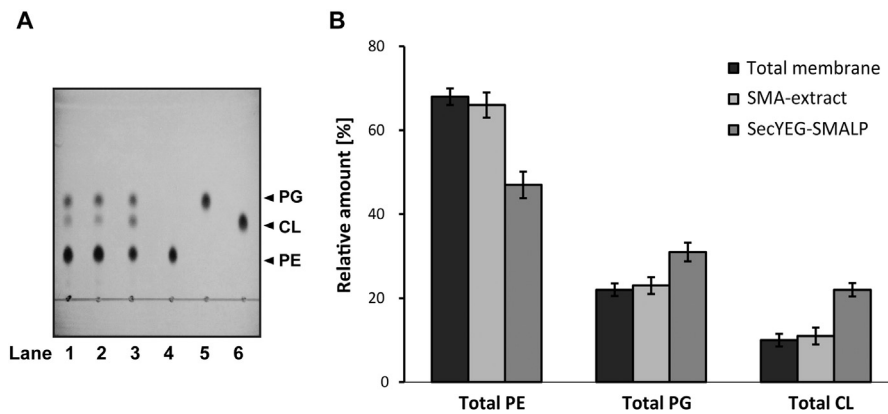 A
PG
CL
PE
Lane 1 2 3 4 5 6
B
Relative amount [%]
80
60
40
20
0
Total membrane
SMA-extract
SecYEG-SMALP
Total PE Total PG Total CL